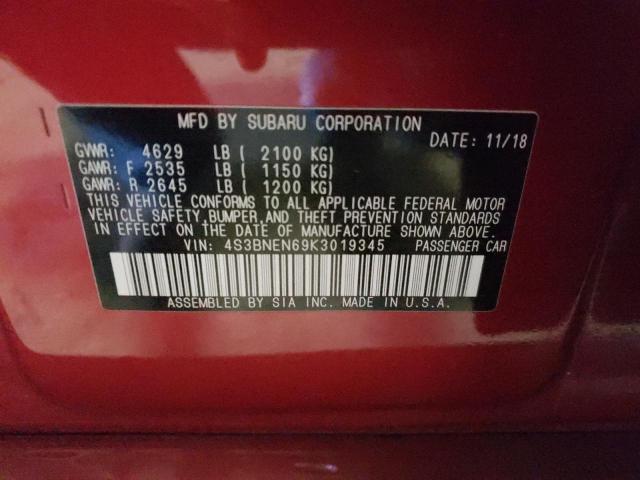 MFD BY SUBARU CORPORATION
DATE: 11/18
GVWR: 4629 LB ( 2100 KG)
GAWR: F 2535 LB ( 1150 KG)
GAWR: R 2645 LB ( 1200 KG)
THIS VEHICLE CONFORMS TO ALL APPLICABLE FEDERAL MOTOR
VEHICLE SAFETY, BUMPER, AND THEFT PREVENTION STANDARDS
IN EFFECT ON THE DATE OF MANUFACTURE SHOWN ABOVE.
VIN: 4S3BNEN69K3019345 PASSENGER CAR
ASSEMBLED BY SIA INC. MADE IN U.S.A.